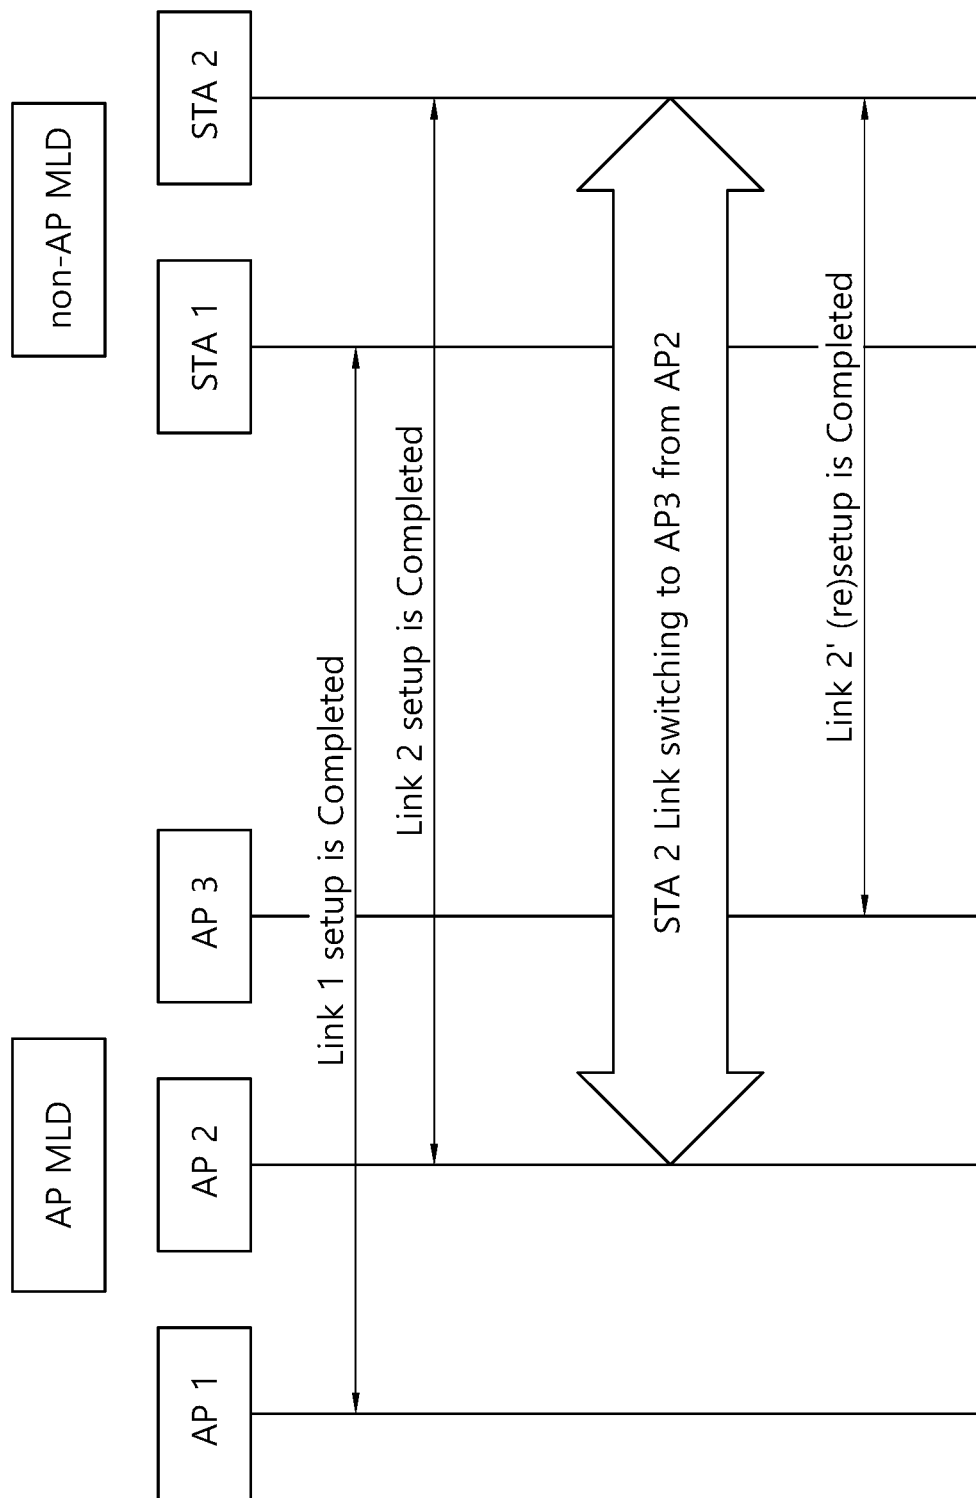 AP MLD
non-AP MLD
AP 1
AP 2
AP 3
STA 1
STA 2
Link 1 setup is Completed
Link 2 setup is Completed
STA 2 Link switching to AP3 from AP2
Link 2' (re)setup is Completed